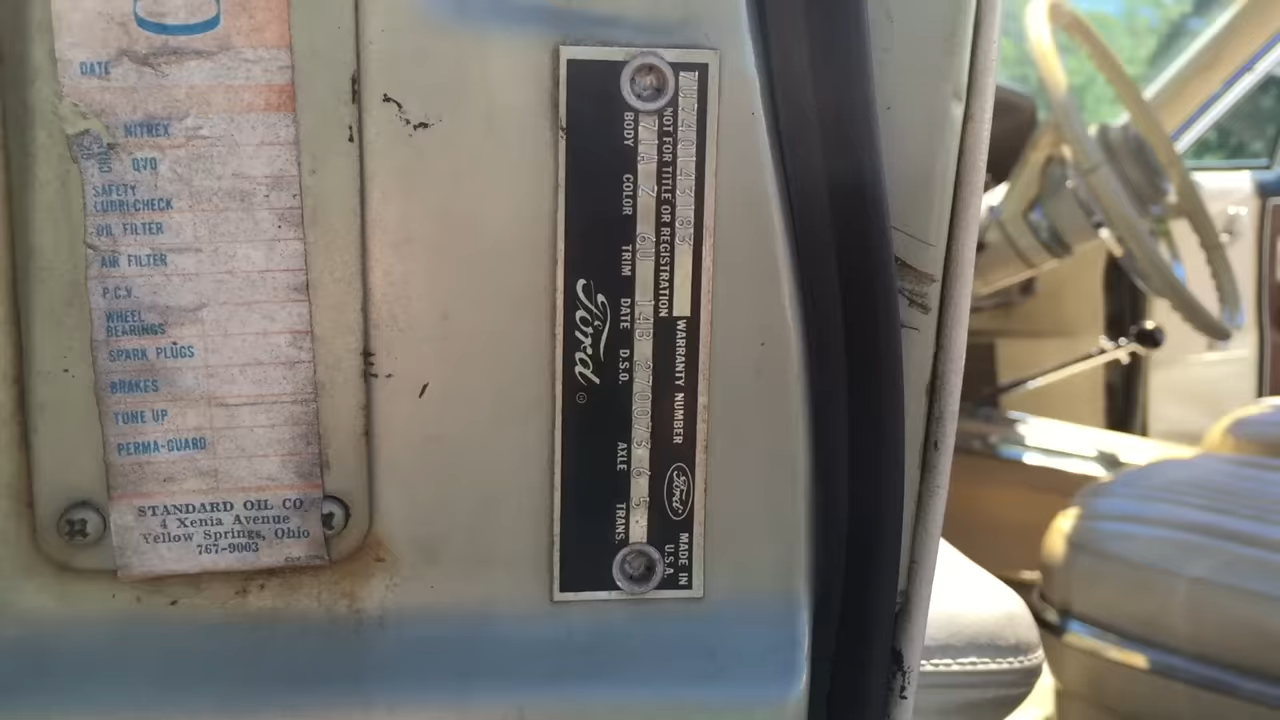 DATE
NITREX
QVO
SAFETY
LUBRI-CHECK
OIL FILTER
AIR FILTER
P.C.V.
WHEEL
BEARINGS
SPARK PLUGS
BRAKES
TUNE UP
PERMA-GUARD
STANDARD OIL CO.
4 Xenia Avenue
Yellow Springs, Ohio
767-9003
7U74Q143183
NOT FOR TITLE OR REGISTRATION
WARRANTY NUMBER
Ford
MADE IN
U.S.A.
71A Z 6U 14B 270073 6 5
BODY COLOR TRIM DATE D.S.O. AXLE TRANS.
Ford